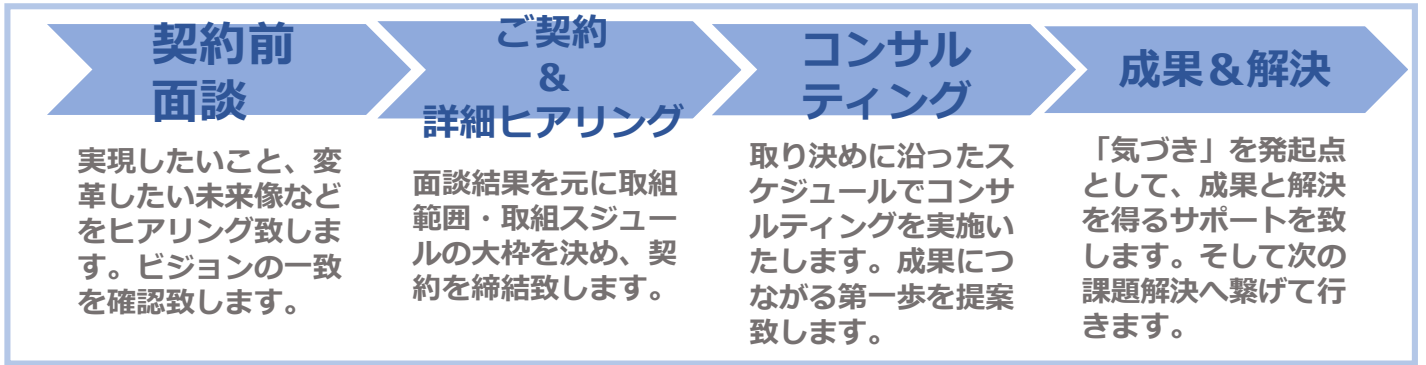 契約前
面談
実現したいこと、変
革したい未来像など
をヒアリング致しま
す。ビジョンの一致
を確認致します。
ご契約
&
詳細ヒアリング
面談結果を元に取組
範囲・取組スジュー
ルの大枠を決め、契
約を締結致します。
コンサル
ティング
取り決めに沿ったス
ケジュールでコンサ
ルティングを実施い
たします。成果につ
ながる第一歩を提案
致します。
成果&解決
「気づき」を発起点
として、成果と解決
を得るサポートを致
します。そして次の
課題解決へ繋げて行
きます。